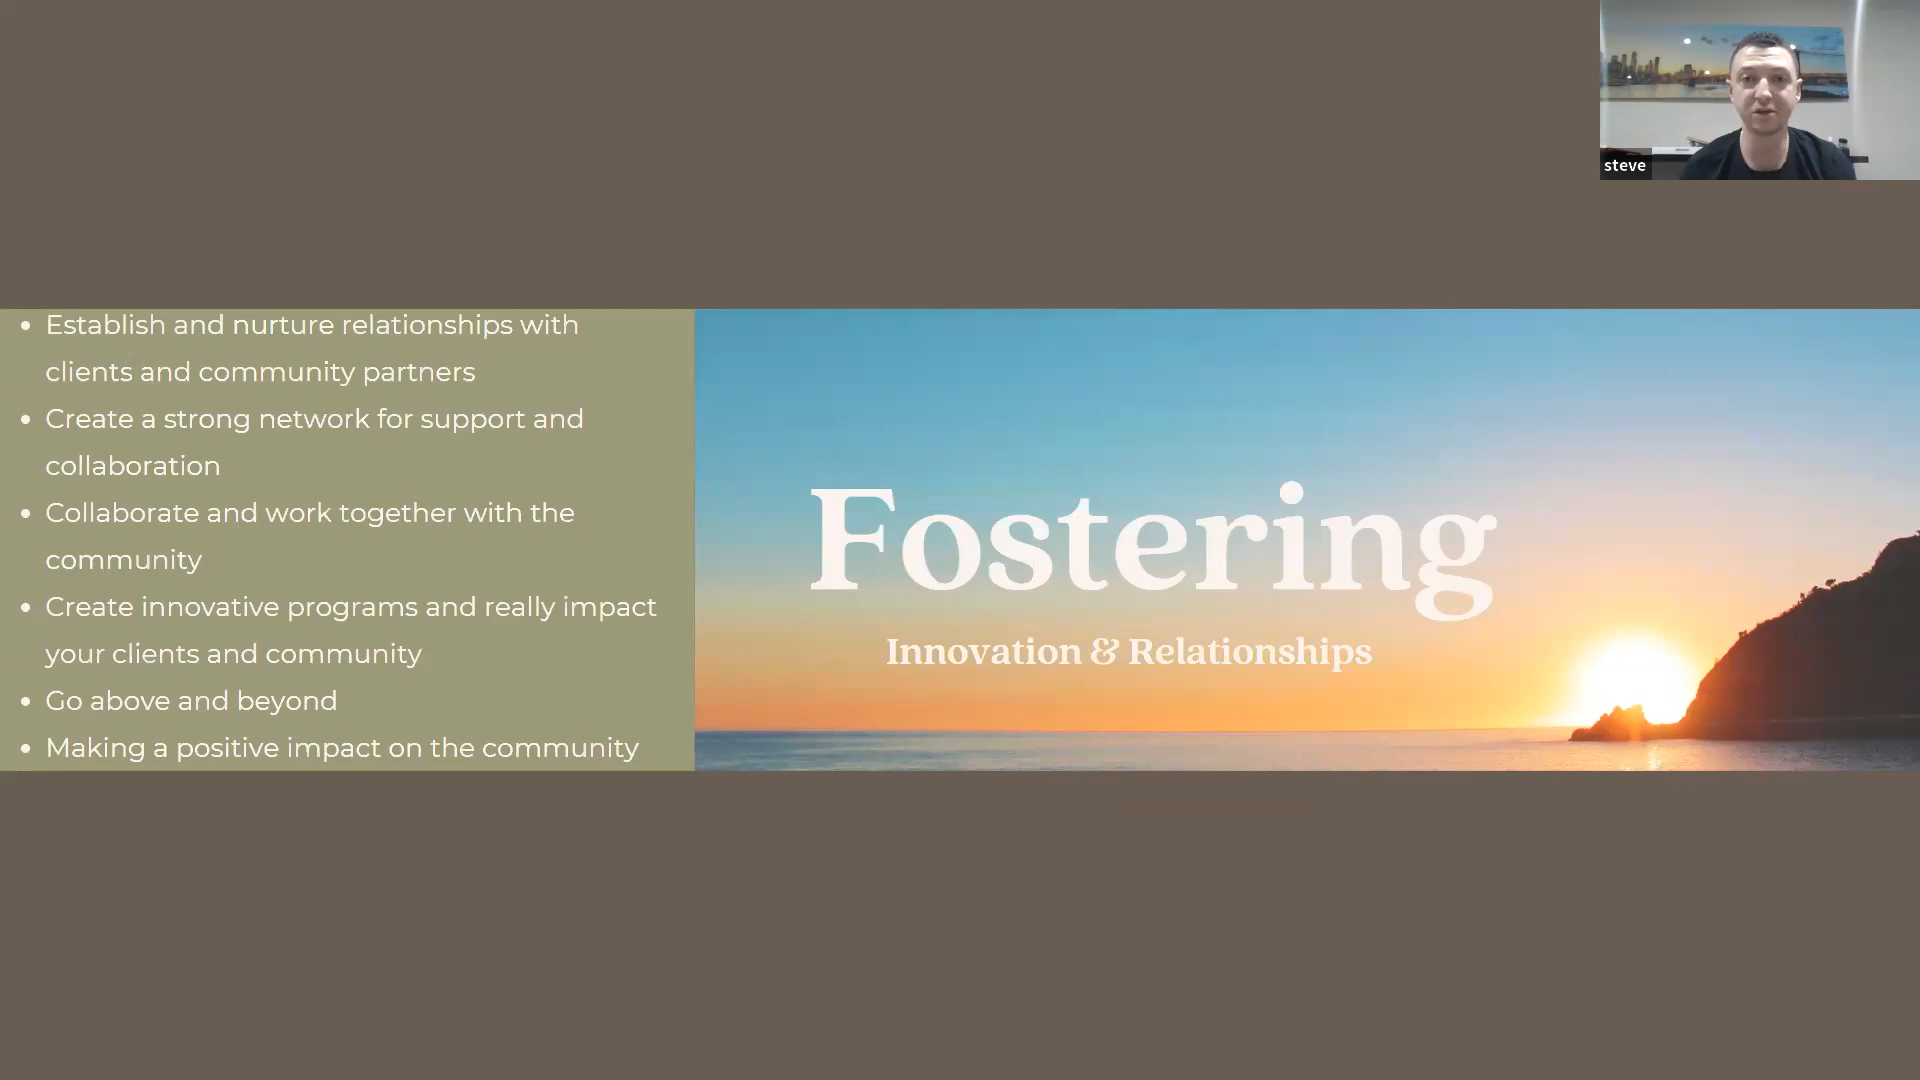 steve
• Establish and nurture relationships with
clients and community partners
• Create a strong network for support and
collaboration
• Collaborate and work together with the
community
• Create innovative programs and really impact
your clients and community
• Go above and beyond
• Making a positive impact on the community
Fostering
Innovation & Relationships